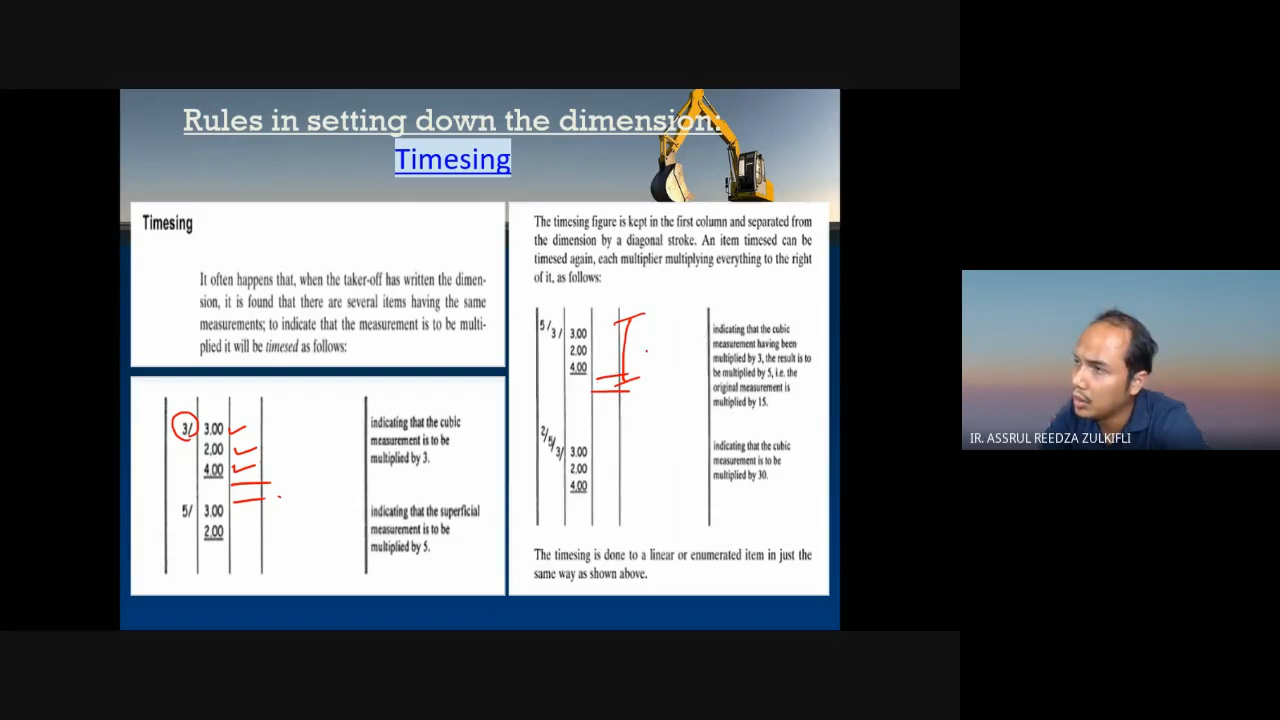 Rules in setting down the dimension:
Timesing
Timesing
It often happens that, when the taker-off has written the dimen-
sion, it is found that there are several items having the same
measurements; to indicate that the measurement is to be multi-
plied it will be timesed as follows:
3/ 3.00
2.00
4.00
indicating that the cubic
measurement is to be
multiplied by 3.
5/ 3.00
2.00
indicating that the superficial
measurement is to be
multiplied by 5.
The timesing figure is kept in the first column and separated from
the dimension by a diagonal stroke. An item timesed can be
timesed again, each multiplier multiplying everything to the right
of it, as follows:
5/3/ 3.00
2.00
4.00
indicating that the cubic
measurement having been
multiplied by 3, the result is to
be multiplied by 5, i.e. the
original measurement is
multiplied by 15.
2/5/3/ 3.00
2.00
4.00
indicating that the cubic
measurement is to be
multiplied by 30.
The timesing is done to a linear or enumerated item in just the
same way as shown above.
IR. ASSRUL REEDZA ZULKIFLI